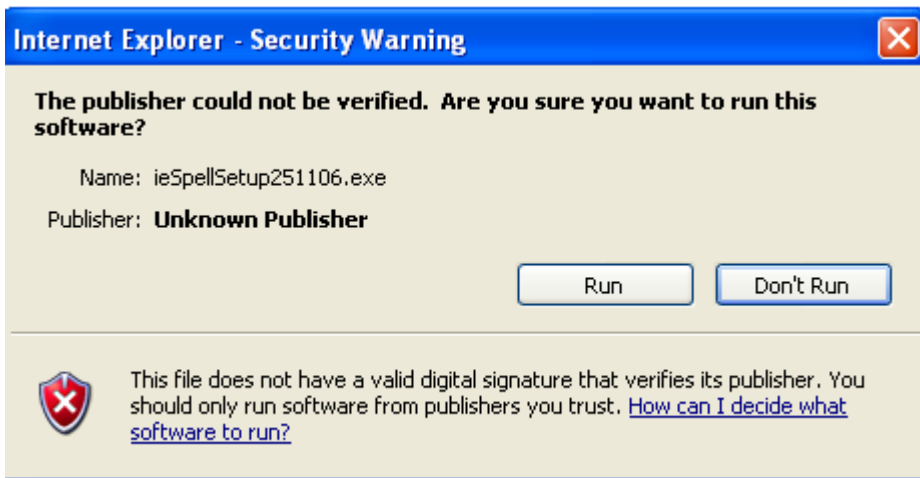 Internet Explorer - Security Warning
The publisher could not be verified. Are you sure you want to run this
software?
Name: ieSpellSetup251106.exe
Publisher: Unknown Publisher
Run Don't Run
This file does not have a valid digital signature that verifies its publisher. You
should only run software from publishers you trust. How can I decide what
software to run?